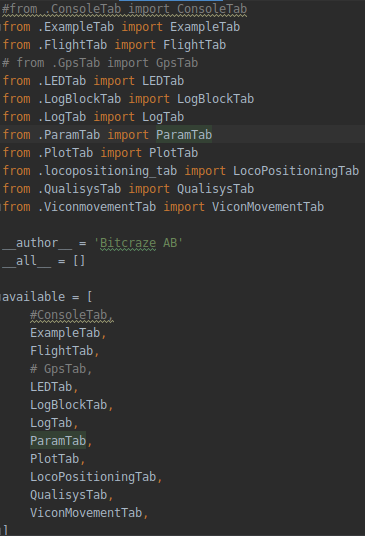 #from .ConsoleTab import ConsoleTab
from .ExampleTab import ExampleTab
from .FlightTab import FlightTab
# from .GpsTab import GpsTab
from .LEDTab import LEDTab
from .LogBlockTab import LogBlockTab
from .LogTab import LogTab
from .ParamTab import ParamTab
from .PlotTab import PlotTab
from .locopositioning_tab import LocoPositioningTab
from .QualisysTab import QualisysTab
from .ViconmovementTab import ViconMovementTab
__author__ = 'Bitcraze AB'
__all__ = []
available = [
#ConsoleTab,
ExampleTab,
FlightTab,
# GpsTab,
LEDTab,
LogBlockTab,
LogTab,
ParamTab,
PlotTab,
LocoPositioningTab,
QualisysTab,
ViconMovementTab,
]